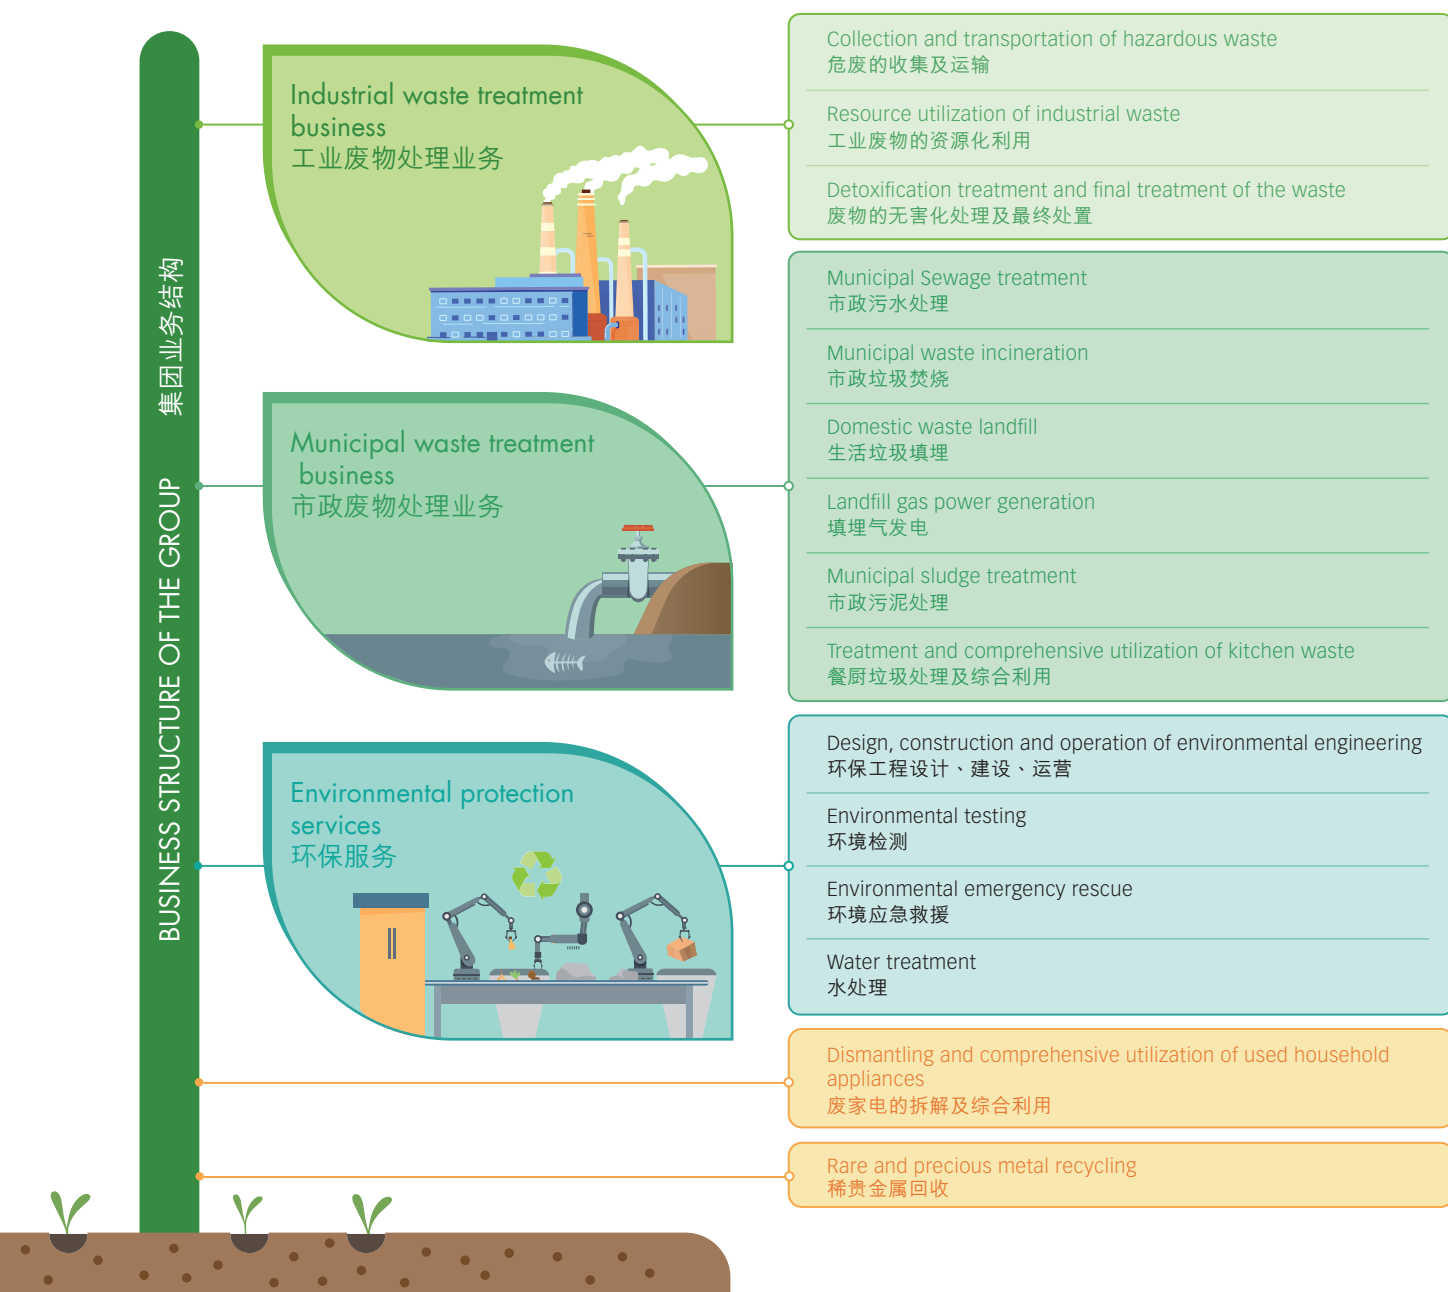 集团业务结构
BUSINESS STRUCTURE OF THE GROUP
Industrial waste treatment
business
工业废物处理业务
Collection and transportation of hazardous waste
危废的收集及运输
Resource utilization of industrial waste
工业废物的资源化利用
Detoxification treatment and final treatment of the waste
废物的无害化处理及最终处置
Municipal waste treatment
business
市政废物处理业务
Municipal Sewage treatment
市政污水处理
Municipal waste incineration
市政垃圾焚烧
Domestic waste landfill
生活垃圾填埋
Landfill gas power generation
填埋气发电
Municipal sludge treatment
市政污泥处理
Treatment and comprehensive utilization of kitchen waste
餐厨垃圾处理及综合利用
Environmental protection
services
环保服务
Design, construction and operation of environmental engineering
环保工程设计、建设、运营
Environmental testing
环境检测
Environmental emergency rescue
环境应急救援
Water treatment
水处理
Dismantling and comprehensive utilization of used household
appliances
废家电的拆解及综合利用
Rare and precious metal recycling
稀贵金属回收